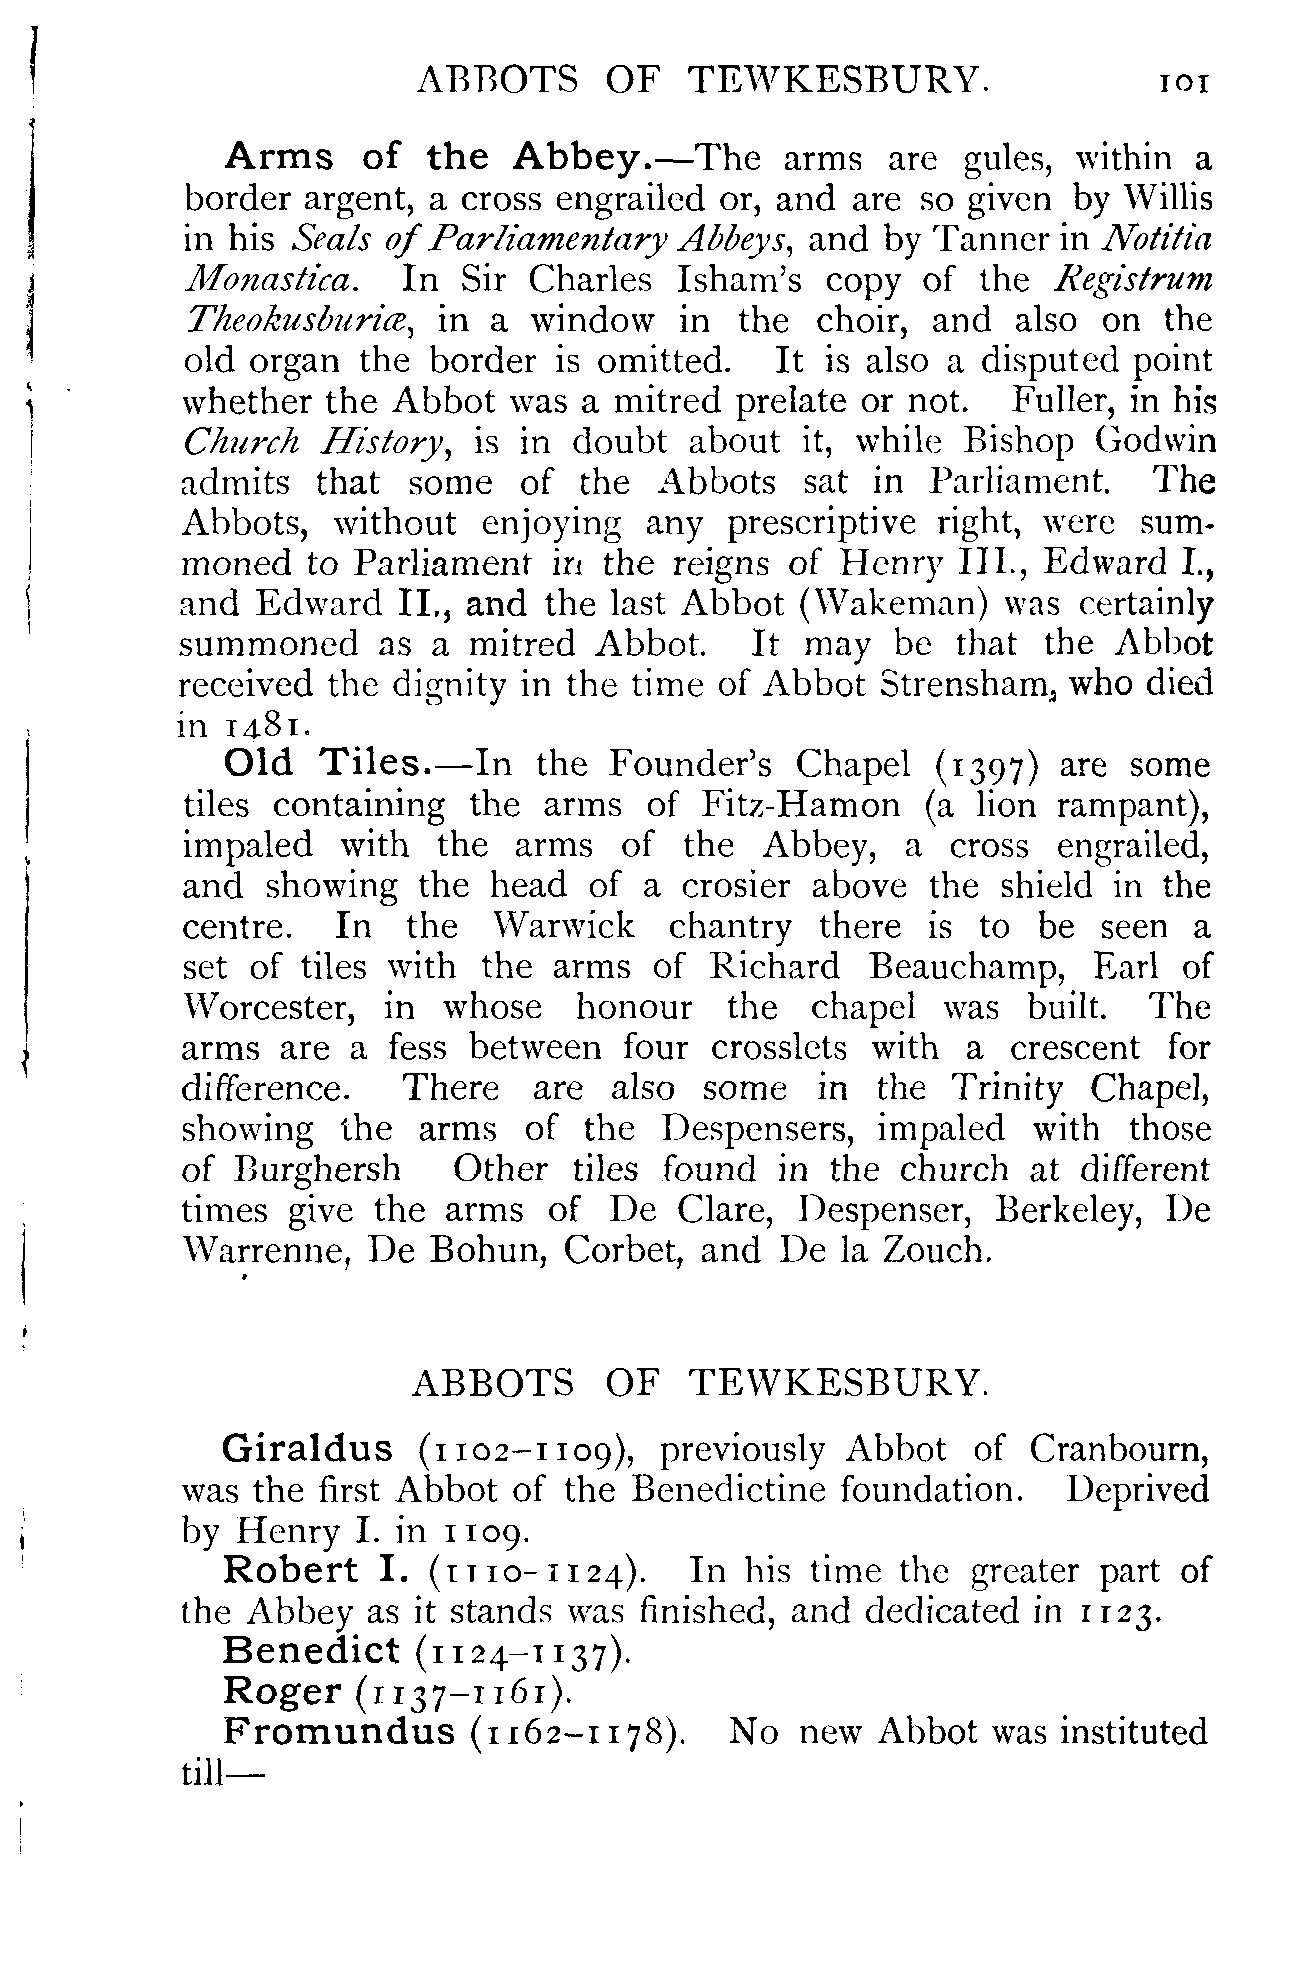 ABBOTS OF TEWKESBURY. 101
Arms of the Abbey.—The arms are gules, within a
border argent, a cross engrailed or, and are so given by Willis
in his Seals of Parliamentary Abbeys, and by Tanner in Notitia
Monastica. In Sir Charles Isham's copy of the Registrum
Theokusburiæ, in a window in the choir, and also on the
old organ the border is omitted. It is also a disputed point
whether the Abbot was a mitred prelate or not. Fuller, in his
Church History, is in doubt about it, while Bishop Godwin
admits that some of the Abbots sat in Parliament. The
Abbots, without enjoying any prescriptive right, were sum-
moned to Parliament in the reigns of Henry III., Edward I.,
and Edward II., and the last Abbot (Wakeman) was certainly
summoned as a mitred Abbot. It may be that the Abbot
received the dignity in the time of Abbot Strensham, who died
in 1481.
Old Tiles.—In the Founder's Chapel (1397) are some
tiles containing the arms of Fitz-Hamon (a lion rampant),
impaled with the arms of the Abbey, a cross engrailed,
and showing the head of a crosier above the shield in the
centre. In the Warwick chantry there is to be seen a
set of tiles with the arms of Richard Beauchamp, Earl of
Worcester, in whose honour the chapel was built. The
arms are a fess between four crosslets with a crescent for
difference. There are also some in the Trinity Chapel,
showing the arms of the Despensers, impaled with those
of Burghersh Other tiles found in the church at different
times give the arms of De Clare, Despenser, Berkeley, De
Warrenne, De Bohun, Corbet, and De la Zouch.
ABBOTS OF TEWKESBURY.
Giraldus (1102–1109), previously Abbot of Cranbourn,
was the first Abbot of the Benedictine foundation. Deprived
by Henry I. in 1109.
Robert I. (1110–1124). In his time the greater part of
the Abbey as it stands was finished, and dedicated in 1123.
Benedict (1124–1137).
Roger (1137–1161).
Fromundus (1162–1178). No new Abbot was instituted
till—